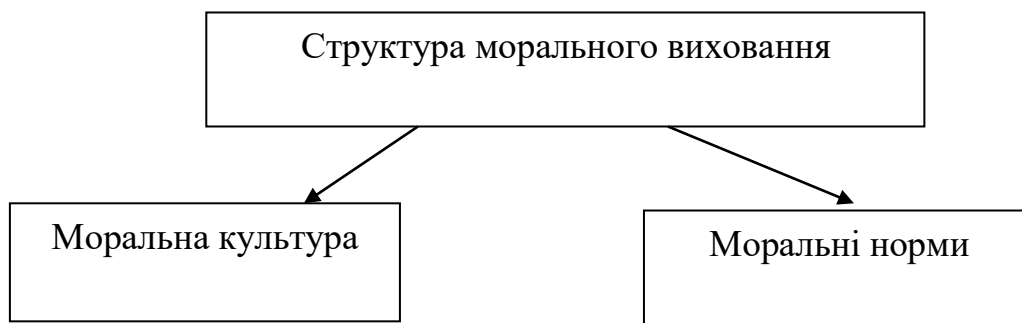 Структура морального виховання
Моральна культура
Моральні норми